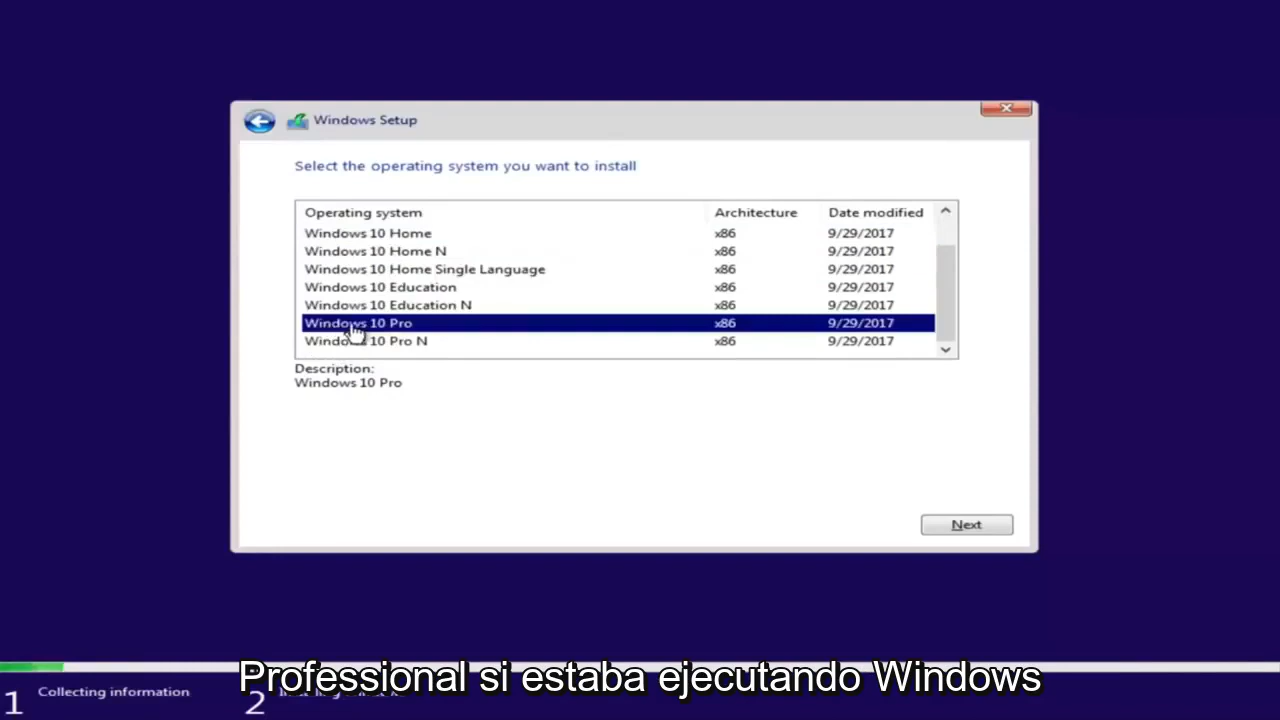 Windows Setup
Select the operating system you want to install
Operating system Architecture Date modified
Windows 10 Home x86 9/29/2017
Windows 10 Home N x86 9/29/2017
Windows 10 Home Single Language x86 9/29/2017
Windows 10 Education x86 9/29/2017
Windows 10 Education N x86 9/29/2017
Windows 10 Pro x86 9/29/2017
Windows 10 Pro N x86 9/29/2017
Description:
Windows 10 Pro
Next
Professional si estaba ejecutando Windows
1 Collecting information 2